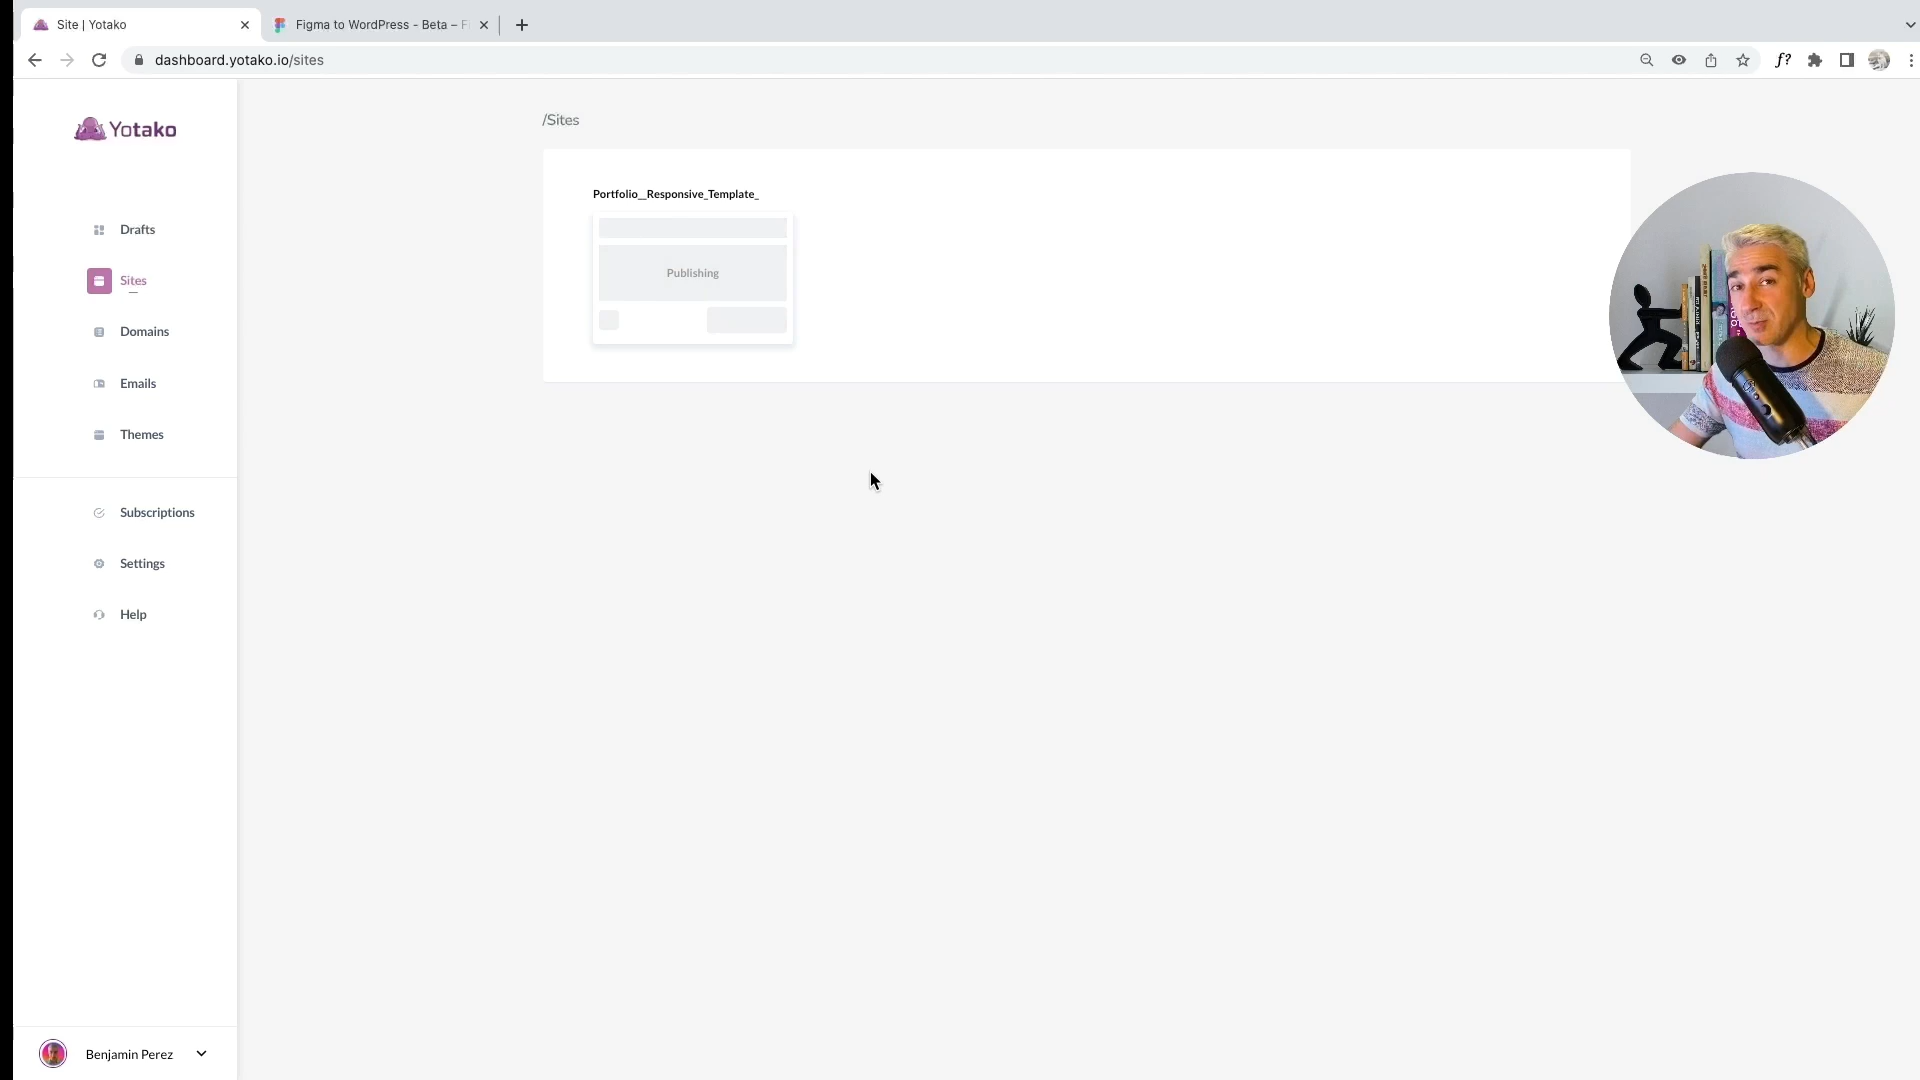 Site | Yotako
Figma to WordPress - Beta – F
dashboard.yotako.io/sites
f?
Yotako
/Sites
Portfolio__Responsive_Template_
Publishing
Drafts
Sites
Domains
Emails
Themes
Subscriptions
Settings
Help
Benjamin Perez